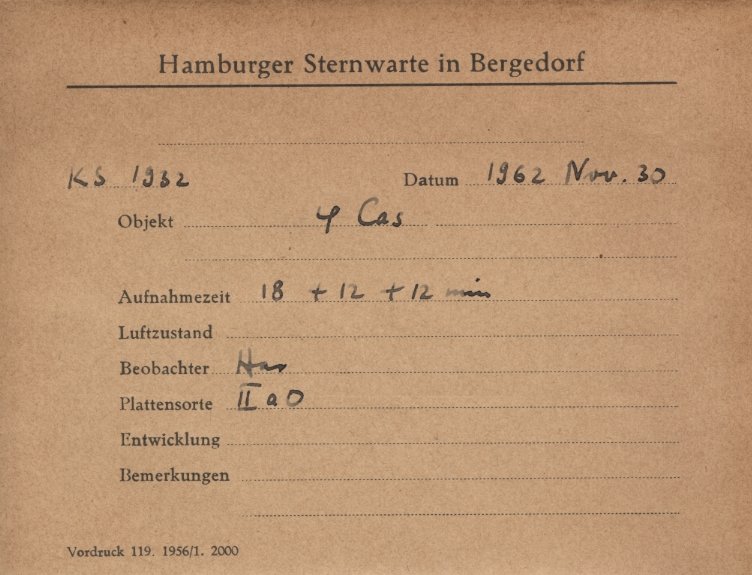 Hamburger Sternwarte in Bergedorf
KS 1932 Datum 1962 Nov. 30
Objekt φ Cas
Aufnahmezeit 18 + 12 + 12 min
Luftzustand
Beobachter
Plattensorte II a O
Entwicklung
Bemerkungen
Vordruck 119. 1956/1. 2000